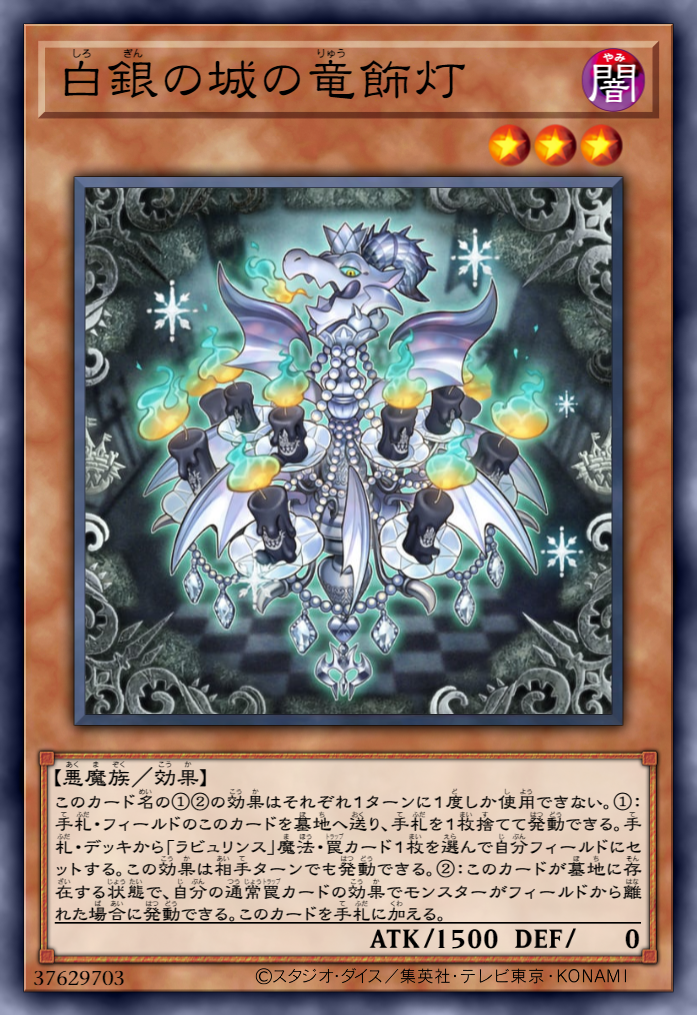 白銀の城の竜飾灯
闇
【悪魔族／効果】
このカード名の①②の効果はそれぞれ1ターンに1度しか使用できない。①：
手札・フィールドのこのカードを墓地へ送り、手札を1枚捨てて発動できる。手
札・デッキから「ラビュリンス」魔法・罠カード1枚を選んで自分フィールドにセ
ットする。この効果は相手ターンでも発動できる。②：このカードが墓地に存
在する状態で、自分の通常罠カードの効果でモンスターがフィールドから離
れた場合に発動できる。このカードを手札に加える。
ATK/1500 DEF/ 0
37629703 ©スタジオ・ダイス／集英社・テレビ東京・KONAMI